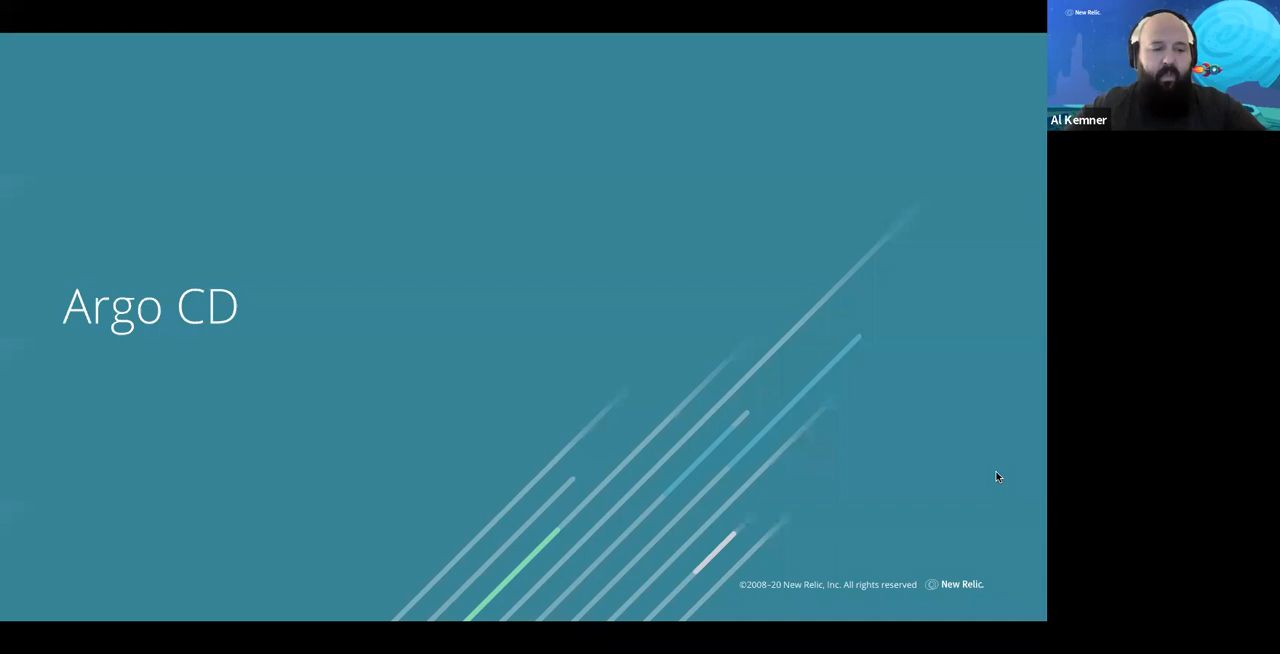 New Relic.
Al Kemner
Argo CD
©2008-20 New Relic, Inc. All rights reserved
New Relic.